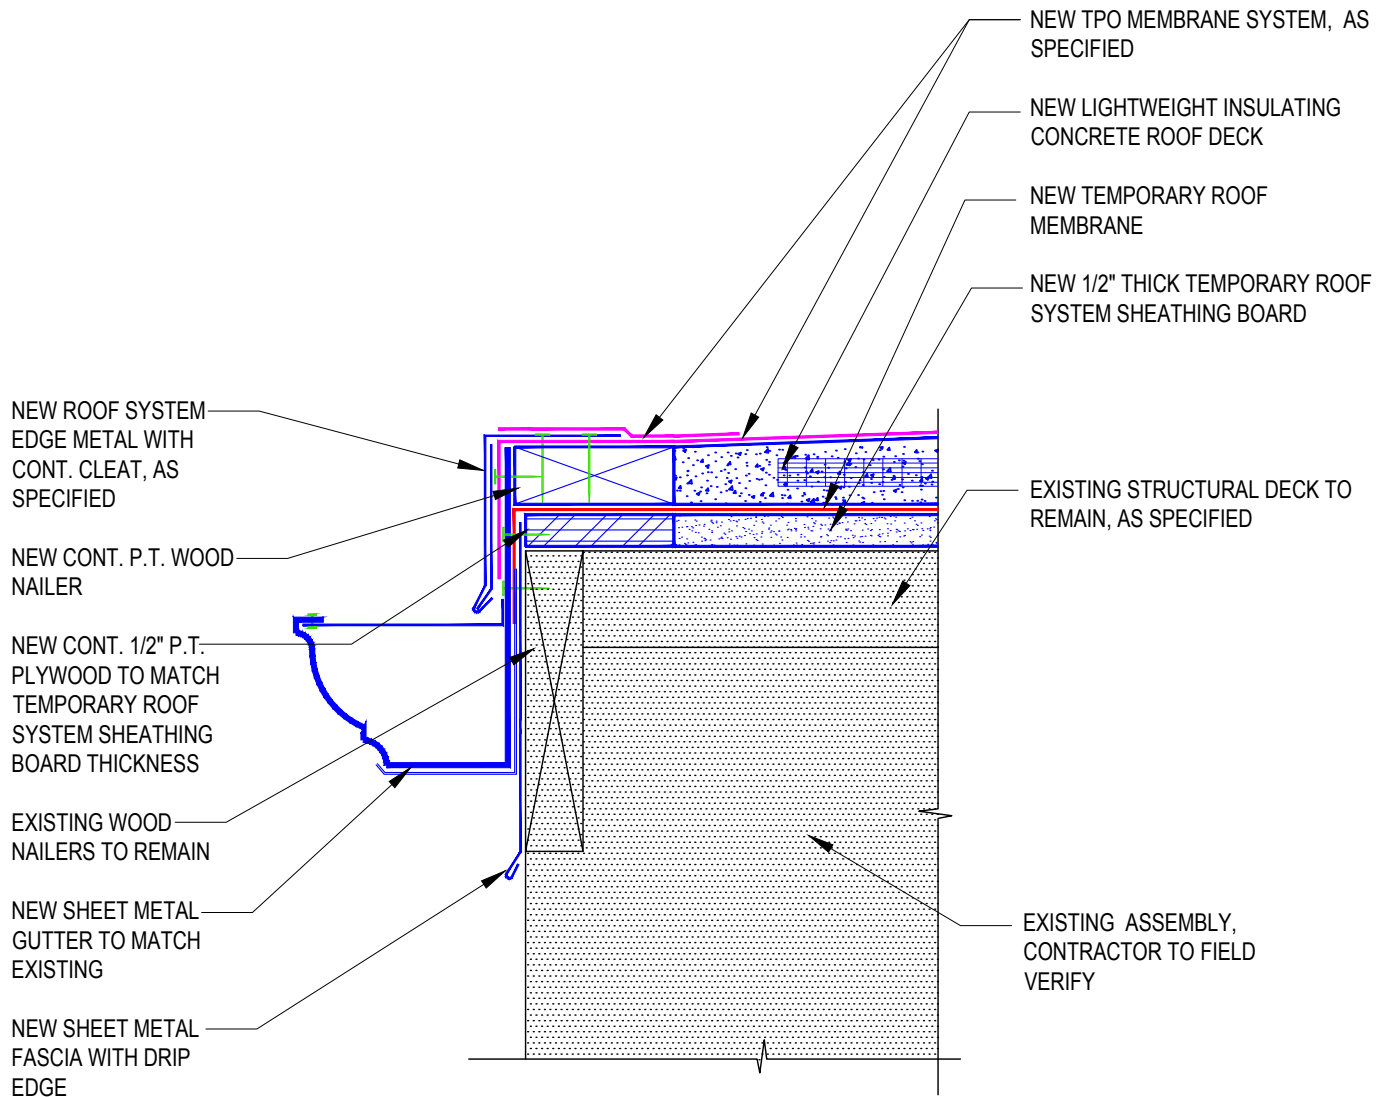 NEW TPO MEMBRANE SYSTEM, AS
SPECIFIED
NEW LIGHTWEIGHT INSULATING
CONCRETE ROOF DECK
NEW TEMPORARY ROOF
MEMBRANE
NEW 1/2" THICK TEMPORARY ROOF
SYSTEM SHEATHING BOARD
EXISTING STRUCTURAL DECK TO
REMAIN, AS SPECIFIED
EXISTING ASSEMBLY,
CONTRACTOR TO FIELD
VERIFY
NEW ROOF SYSTEM
EDGE METAL WITH
CONT. CLEAT, AS
SPECIFIED
NEW CONT. P.T. WOOD
NAILER
NEW CONT. 1/2" P.T.
PLYWOOD TO MATCH
TEMPORARY ROOF
SYSTEM SHEATHING
BOARD THICKNESS
EXISTING WOOD
NAILERS TO REMAIN
NEW SHEET METAL
GUTTER TO MATCH
EXISTING
NEW SHEET METAL
FASCIA WITH DRIP
EDGE